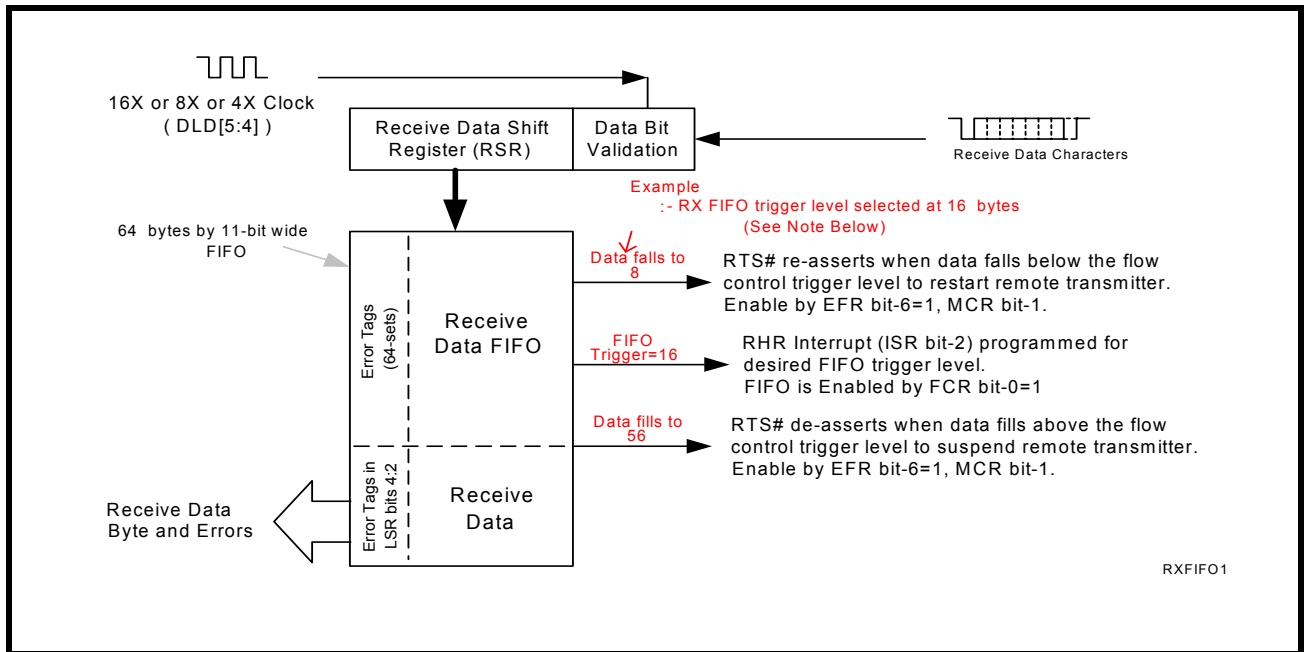 16X or 8X or 4X Clock
( DLD[5:4] )
Receive Data Shift
Register (RSR)
Data Bit
Validation
Receive Data Characters
Example
:- RX FIFO trigger level selected at 16 bytes
(See Note Below)
64 bytes by 11-bit wide
FIFO
Data falls to
8
RTS# re-asserts when data falls below the flow
control trigger level to restart remote transmitter.
Enable by EFR bit-6=1, MCR bit-1.
Error Tags
(64-sets)
Receive
Data FIFO
FIFO
Trigger=16
RHR Interrupt (ISR bit-2) programmed for
desired FIFO trigger level.
FIFO is Enabled by FCR bit-0=1
Data fills to
56
RTS# de-asserts when data fills above the flow
control trigger level to suspend remote transmitter.
Enable by EFR bit-6=1, MCR bit-1.
Error Tags in
LSR bits 4:2
Receive
Data
Receive Data
Byte and Errors
RXFIFO1